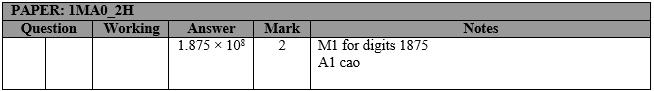 PAPER: 1MA0_2H
Question Working Answer Mark Notes
1.875 × 10⁸ 2 M1 for digits 1875
A1 cao